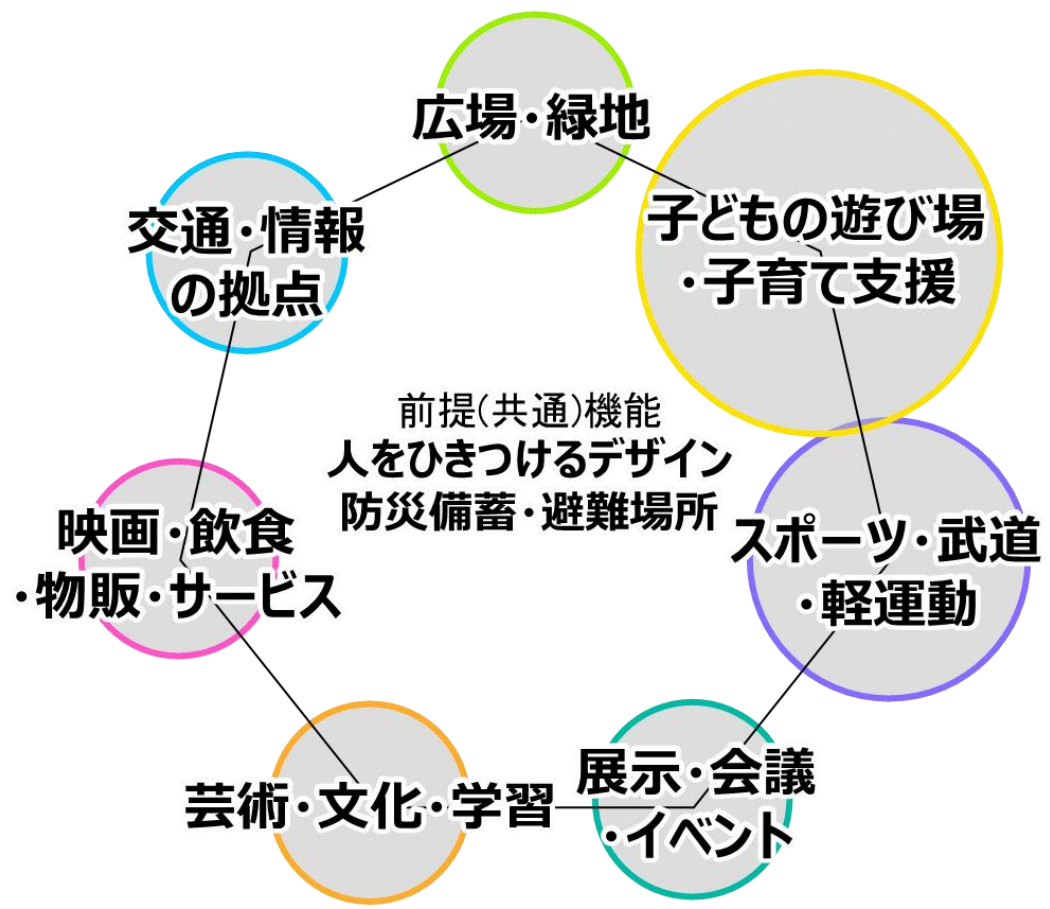 広場・緑地
交通・情報
の拠点
子どもの遊び場
・子育て支援
前提(共通)機能
人をひきつけるデザイン
防災備蓄・避難場所
映画・飲食
・物販・サービス
スポーツ・武道
・軽運動
芸術・文化・学習
展示・会議
・イベント